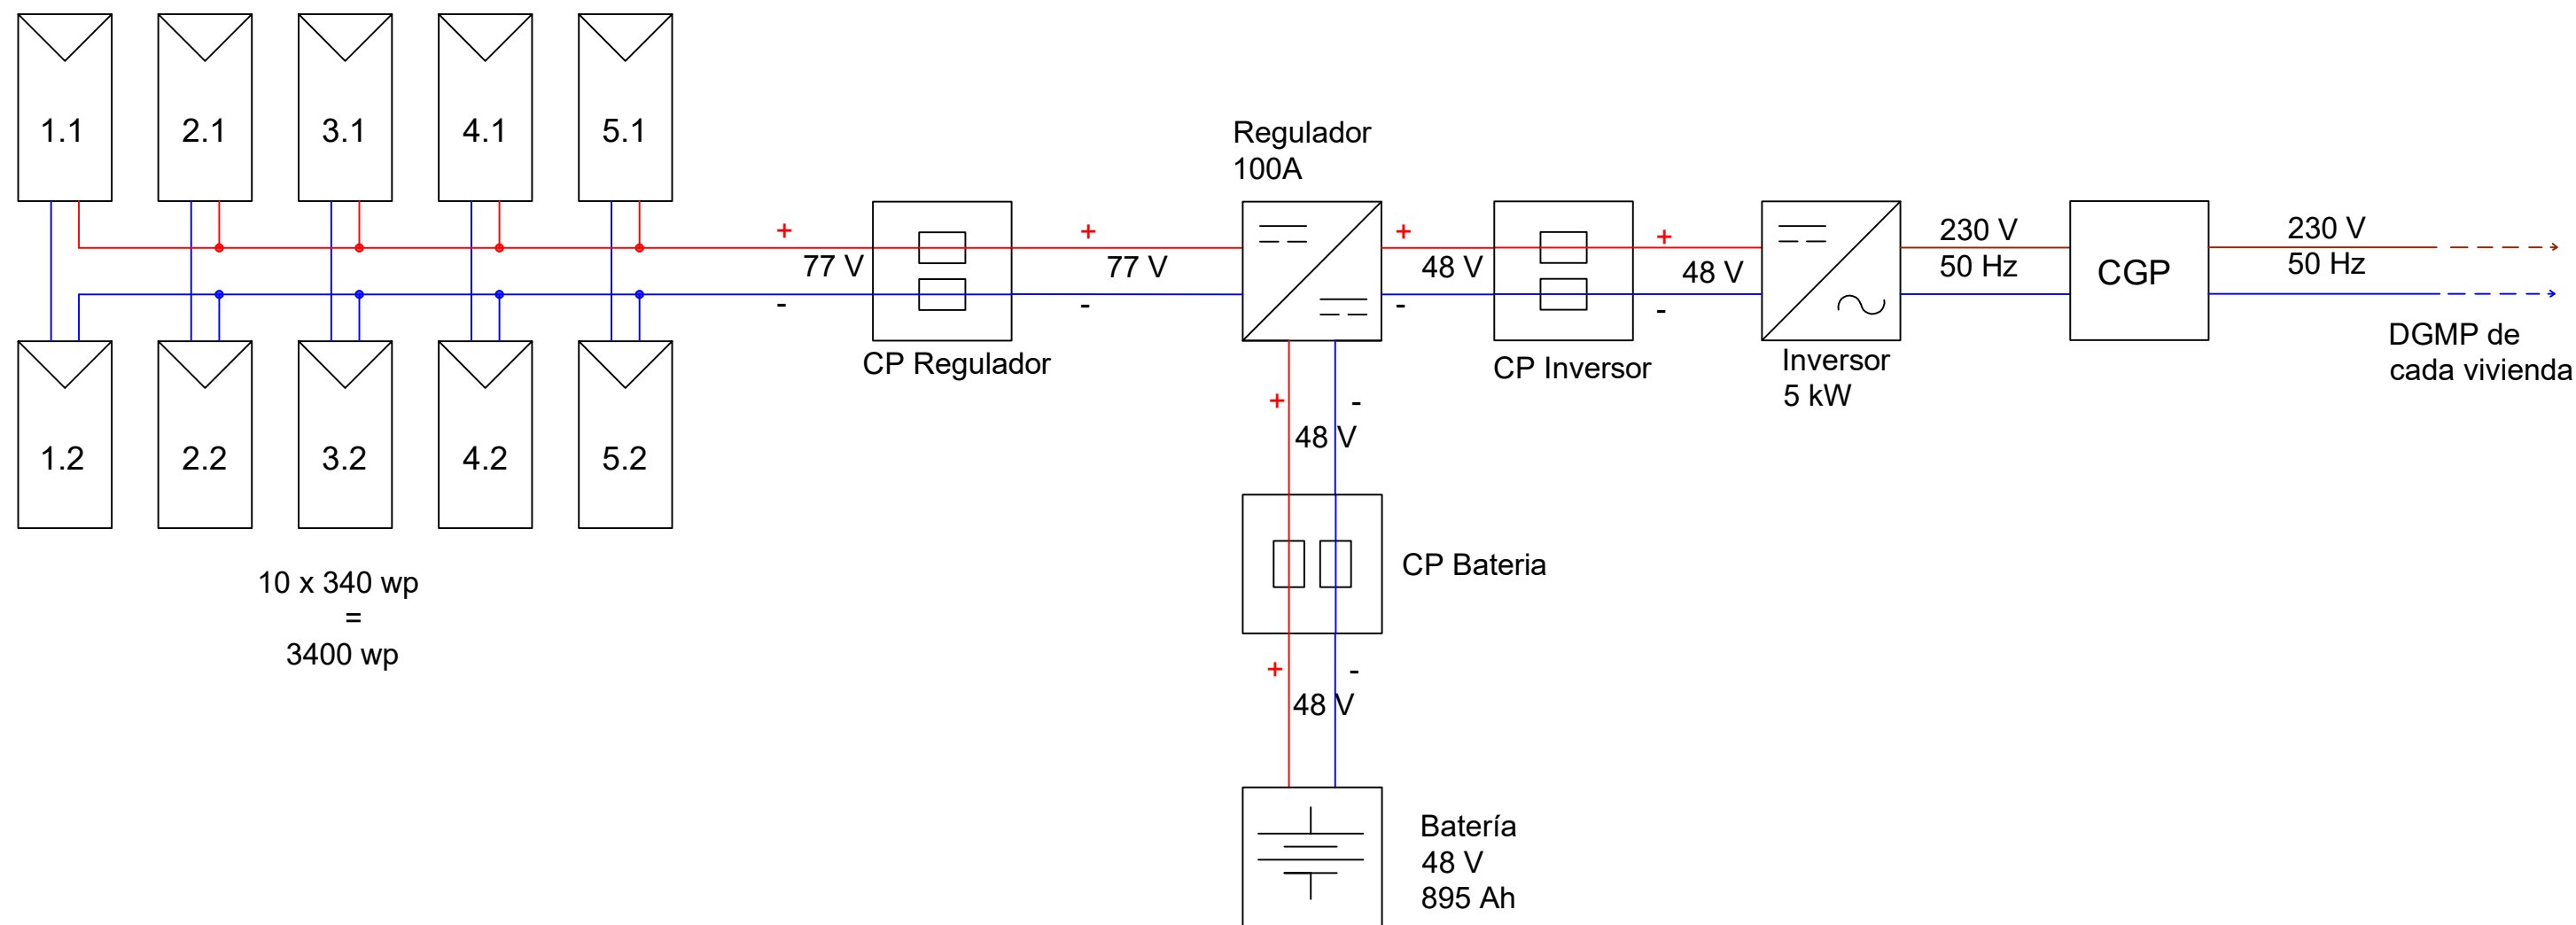 1.1
2.1
3.1
4.1
5.1
1.2
2.2
3.2
4.2
5.2
10 x 340 wp
=
3400 wp
+
77 V
-
CP Regulador
+
77 V
-
Regulador
100A
+
48 V
-
CP Inversor
+
48 V
-
Inversor
5 kW
230 V
50 Hz
CGP
230 V
50 Hz
DGMP de
cada vivienda
+ -
48 V
CP Bateria
+ -
48 V
Batería
48 V
895 Ah